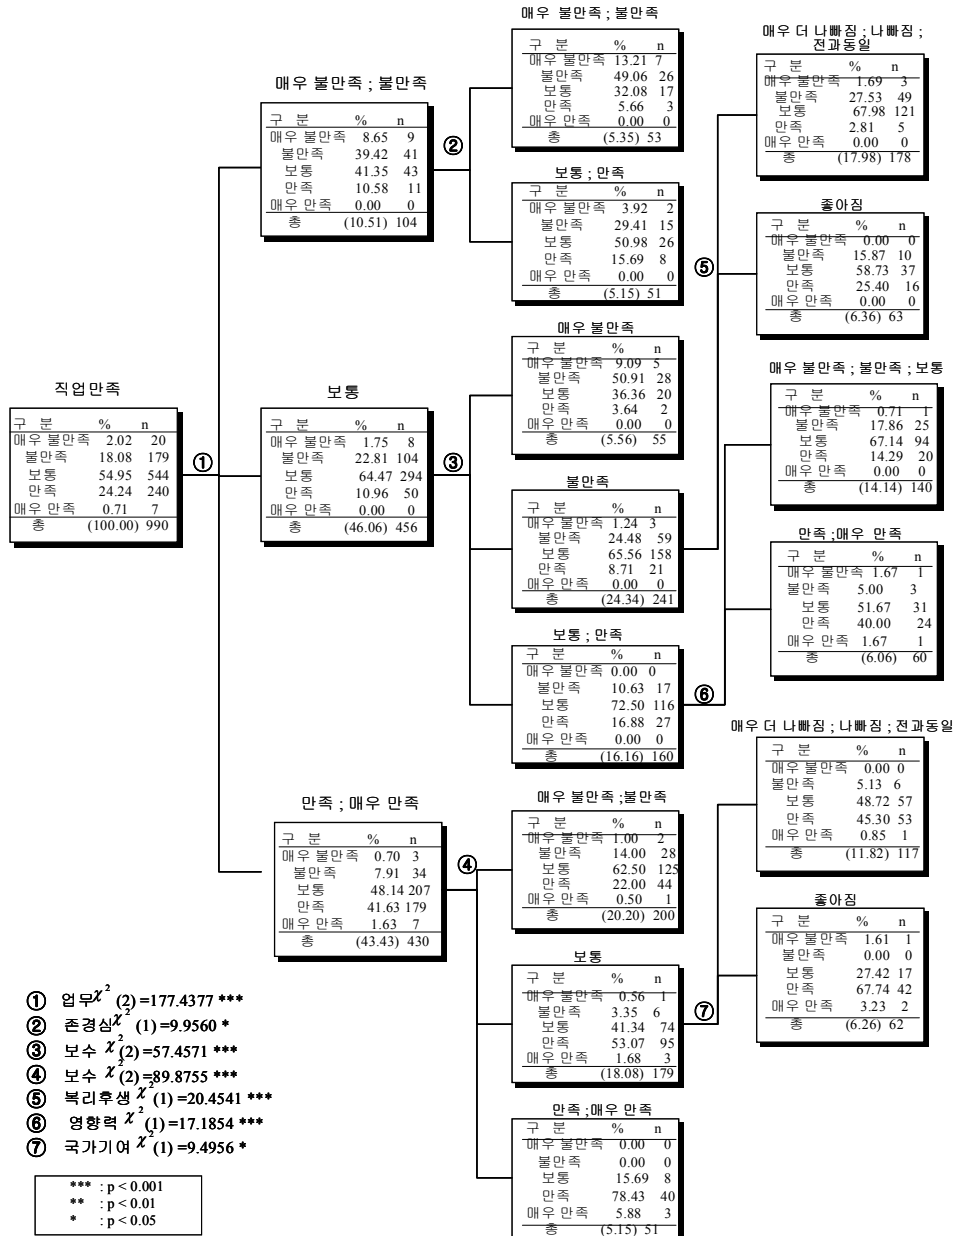 직업만족
구 분 % n
매우 불만족 2.02 20
불만족 18.08 179
보통 54.95 544
만족 24.24 240
매우 만족 0.71 7
총 (100.00) 990
①
매우 불만족 ; 불만족
구 분 % n
매우 불만족 8.65 9
불만족 39.42 41
보통 41.35 43
만족 10.58 11
매우 만족 0.00 0
총 (10.51) 104
②
보통
구 분 % n
매우 불만족 1.75 8
불만족 22.81 104
보통 64.47 294
만족 10.96 50
매우 만족 0.00 0
총 (46.06) 456
③
만족 ; 매우 만족
구 분 % n
매우 불만족 0.70 3
불만족 7.91 34
보통 48.14 207
만족 41.63 179
매우 만족 1.63 7
총 (43.43) 430
④
매우 불만족 ; 불만족
구 분 % n
매우 불만족 13.21 7
불만족 49.06 26
보통 32.08 17
만족 5.66 3
매우 만족 0.00 0
총 (5.35) 53
보통 ; 만족
구 분 % n
매우 불만족 3.92 2
불만족 29.41 15
보통 50.98 26
만족 15.69 8
매우 만족 0.00 0
총 (5.15) 51
매우 불만족
구 분 % n
매우 불만족 9.09 5
불만족 50.91 28
보통 36.36 20
만족 3.64 2
매우 만족 0.00 0
총 (5.56) 55
불만족
구 분 % n
매우 불만족 1.24 3
불만족 24.48 59
보통 65.56 158
만족 8.71 21
매우 만족 0.00 0
총 (24.34) 241
⑤
보통 ; 만족
구 분 % n
매우 불만족 0.00 0
불만족 10.63 17
보통 72.50 116
만족 16.88 27
매우 만족 0.00 0
총 (16.16) 160
⑥
매우 불만족 ;불만족
구 분 % n
매우 불만족 1.00 2
불만족 14.00 28
보통 62.50 125
만족 22.00 44
매우 만족 0.50 1
총 (20.20) 200
보통
구 분 % n
매우 불만족 0.56 1
불만족 3.35 6
보통 41.34 74
만족 53.07 95
매우 만족 1.68 3
총 (18.08) 179
⑦
만족 ;매우 만족
구 분 % n
매우 불만족 0.00 0
불만족 0.00 0
보통 15.69 8
만족 78.43 40
매우 만족 5.88 3
총 (5.15) 51
매우 더 나빠짐 ; 나빠짐 ;
전과동일
구 분 % n
매우 불만족 1.69 3
불만족 27.53 49
보통 67.98 121
만족 2.81 5
매우 만족 0.00 0
총 (17.98) 178
좋아짐
구 분 % n
매우 불만족 0.00 0
불만족 15.87 10
보통 58.73 37
만족 25.40 16
매우 만족 0.00 0
총 (6.36) 63
매우 불만족 ; 불만족 ; 보통
구 분 % n
매우 불만족 0.71 1
불만족 17.86 25
보통 67.14 94
만족 14.29 20
매우 만족 0.00 0
총 (14.14) 140
만족 ;매우 만족
구 분 % n
매우 불만족 1.67 1
불만족 5.00 3
보통 51.67 31
만족 40.00 24
매우 만족 1.67 1
총 (6.06) 60
매우 더 나빠짐 ; 나빠짐 ; 전과동일
구 분 % n
매우 불만족 0.00 0
불만족 5.13 6
보통 48.72 57
만족 45.30 53
매우 만족 0.85 1
총 (11.82) 117
좋아짐
구 분 % n
매우 불만족 1.61 1
불만족 0.00 0
보통 27.42 17
만족 67.74 42
매우 만족 3.23 2
총 (6.26) 62
① 업무 χ² (2) =177.4377 ***
② 존경심 χ² (1) =9.9560 *
③ 보수 χ² (2) =57.4571 ***
④ 보수 χ² (2) =89.8755 ***
⑤ 복리후생 χ² (1) =20.4541 ***
⑥ 영향력 χ² (1) =17.1854 ***
⑦ 국가기여 χ² (1) =9.4956 *
*** : p < 0.001
** : p < 0.01
* : p < 0.05